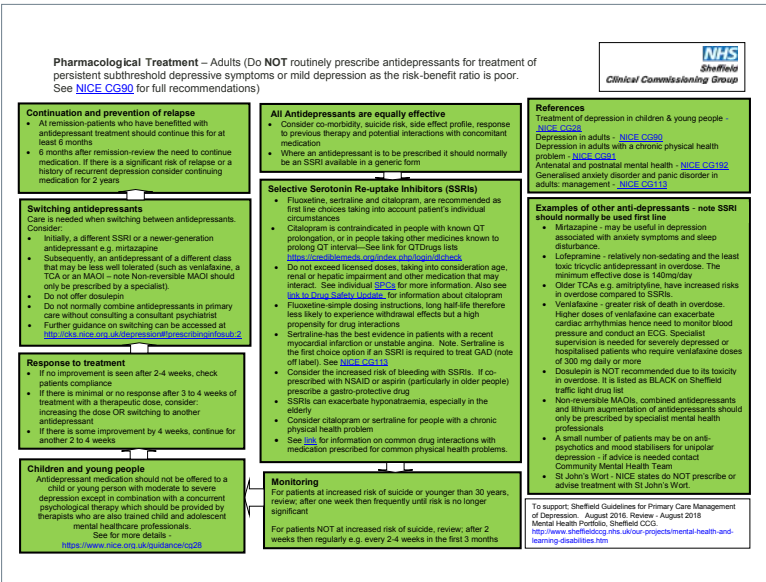 Pharmacological Treatment – Adults (Do NOT routinely prescribe antidepressants for treatment of
persistent subthreshold depressive symptoms or mild depression as the risk-benefit ratio is poor.
See NICE CG90 for full recommendations)
NHS
Sheffield
Clinical Commissioning Group
Continuation and prevention of relapse
• At remission-patients who have benefitted with
antidepressant treatment should continue this for at
least 6 months
• 6 months after remission-review the need to continue
medication. If there is a significant risk of relapse or a
history of recurrent depression consider continuing
medication for 2 years
Switching antidepressants
Care is needed when switching between antidepressants.
Consider:
• Initially, a different SSRI or a newer-generation
antidepressant e.g. mirtazapine
• Subsequently, an antidepressant of a different class
that may be less well tolerated (such as venlafaxine, a
TCA or an MAOI – note Reversible MAOI should
only be prescribed by a specialist).
• Do not offer dosulepin
• Do not normally combine antidepressants in primary
care without consulting a consultant psychiatrist
• Further guidance on switching can be accessed at
http://cks.nice.org.uk/depression#!prescribinginfosub:2
Response to treatment
• If no improvement is seen after 2-4 weeks, check
patients compliance
• If there is minimal or no response after 3 to 4 weeks of
treatment with a therapeutic dose, consider:
increasing the dose OR switching to another
antidepressant
• If there is some improvement by 4 weeks, continue for
another 2 to 4 weeks
Children and young people
Antidepressant medication should not be offered to a
child or young person with moderate to severe
depression except in combination with a concurrent
psychological therapy which should be provided by
therapists who are also trained child and adolescent
mental healthcare professionals.
See for more details -
https://www.nice.org.uk/guidance/cg28
All Antidepressants are equally effective
• Consider co-morbidity, suicide risk, side effect profile, response
to previous therapy and potential interactions with concomitant
medication
• Where an antidepressant is to be prescribed it should normally
be an SSRI available in a generic form
Selective Serotonin Re-uptake Inhibitors (SSRIs)
• Fluoxetine, sertraline and citalopram, are recommended as
first line choices taking into account patient's individual
circumstances
• Citalopram is contraindicated in people with known QT
prolongation, or in people taking other medicines known to
prolong QT interval—See link for QTDrugs lists
https://crediblemeds.org/index.php/login/dlcheck
• Do not exceed licensed doses, taking into consideration age,
renal or hepatic impairment and other medication that may
interact. See individual SPCs for more information. Also see
link to Drug Safety Update for information about citalopram
• Fluoxetine-simple dosing instructions, long half-life therefore
less likely to experience withdrawal effects but a high
propensity for drug interactions
• Sertraline-has the best evidence in patients with a recent
myocardial infarction or unstable angina. Note. Sertraline is
the first choice option if an SSRI is required to treat GAD (note
off label). See NICE CG113
• Consider the increased risk of bleeding with SSRIs. If co-
prescribed with NSAID or aspirin (particularly in older people)
prescribe a gastro-protective drug
• SSRIs can exacerbate hyponatraemia, especially in the
elderly
• Consider citalopram or sertraline for people with a chronic
physical health problem
• See link for information on common drug interactions with
medication prescribed for common physical health problems.
Monitoring
For patients at increased risk of suicide or younger than 30 years,
review; after one week then frequently until risk is no longer
significant
For patients NOT at increased risk of suicide, review; after 2
weeks then regularly e.g. every 2-4 weeks in the first 3 months
References
Treatment of depression in children & young people -
NICE CG28
Depression in adults - NICE CG90
Depression in adults with a chronic physical health
problem - NICE CG91
Antenatal and postnatal mental health - NICE CG192
Generalised anxiety disorder and panic disorder in
adults: management - NICE CG113
Examples of other anti-depressants - note SSRI
should normally be used first line
• Mirtazapine - may be useful in depression
associated with anxiety symptoms and sleep
disturbance.
• Lofepramine - relatively non-sedating and the least
toxic tricyclic antidepressant in overdose. The
minimum effective dose is 140mg/day
• Older TCAs e.g. amitriptyline, have increased risks
in overdose compared to SSRIs.
• Venlafaxine - greater risk of death in overdose.
Higher doses of venlafaxine can exacerbate
cardiac arrhythmias hence need to monitor blood
pressure and conduct an ECG. Specialist
supervision is needed for severely depressed or
hospitalised patients who require venlafaxine doses
of 300 mg daily or more
• Dosulepin is NOT recommended due to its toxicity
in overdose. It is listed as BLACK on Sheffield
traffic light drug list
• Non-reversible MAOIs, combined antidepressants
and lithium augmentation of antidepressants should
only be prescribed by specialist mental health
professionals
• A small number of patients may be on anti-
psychotics and mood stabilisers for unipolar
depression - if advice is needed contact
Community Mental Health Team
• St John's Wort - NICE states do NOT prescribe or
advise treatment with St John's Wort.
To support; Sheffield Guidelines for Primary Care Management
of Depression. August 2016. Review - August 2018
Mental Health Portfolio, Sheffield CCG.
http://www.sheffieldccg.nhs.uk/our-projects/mental-health-and-
learning-disabilities.htm